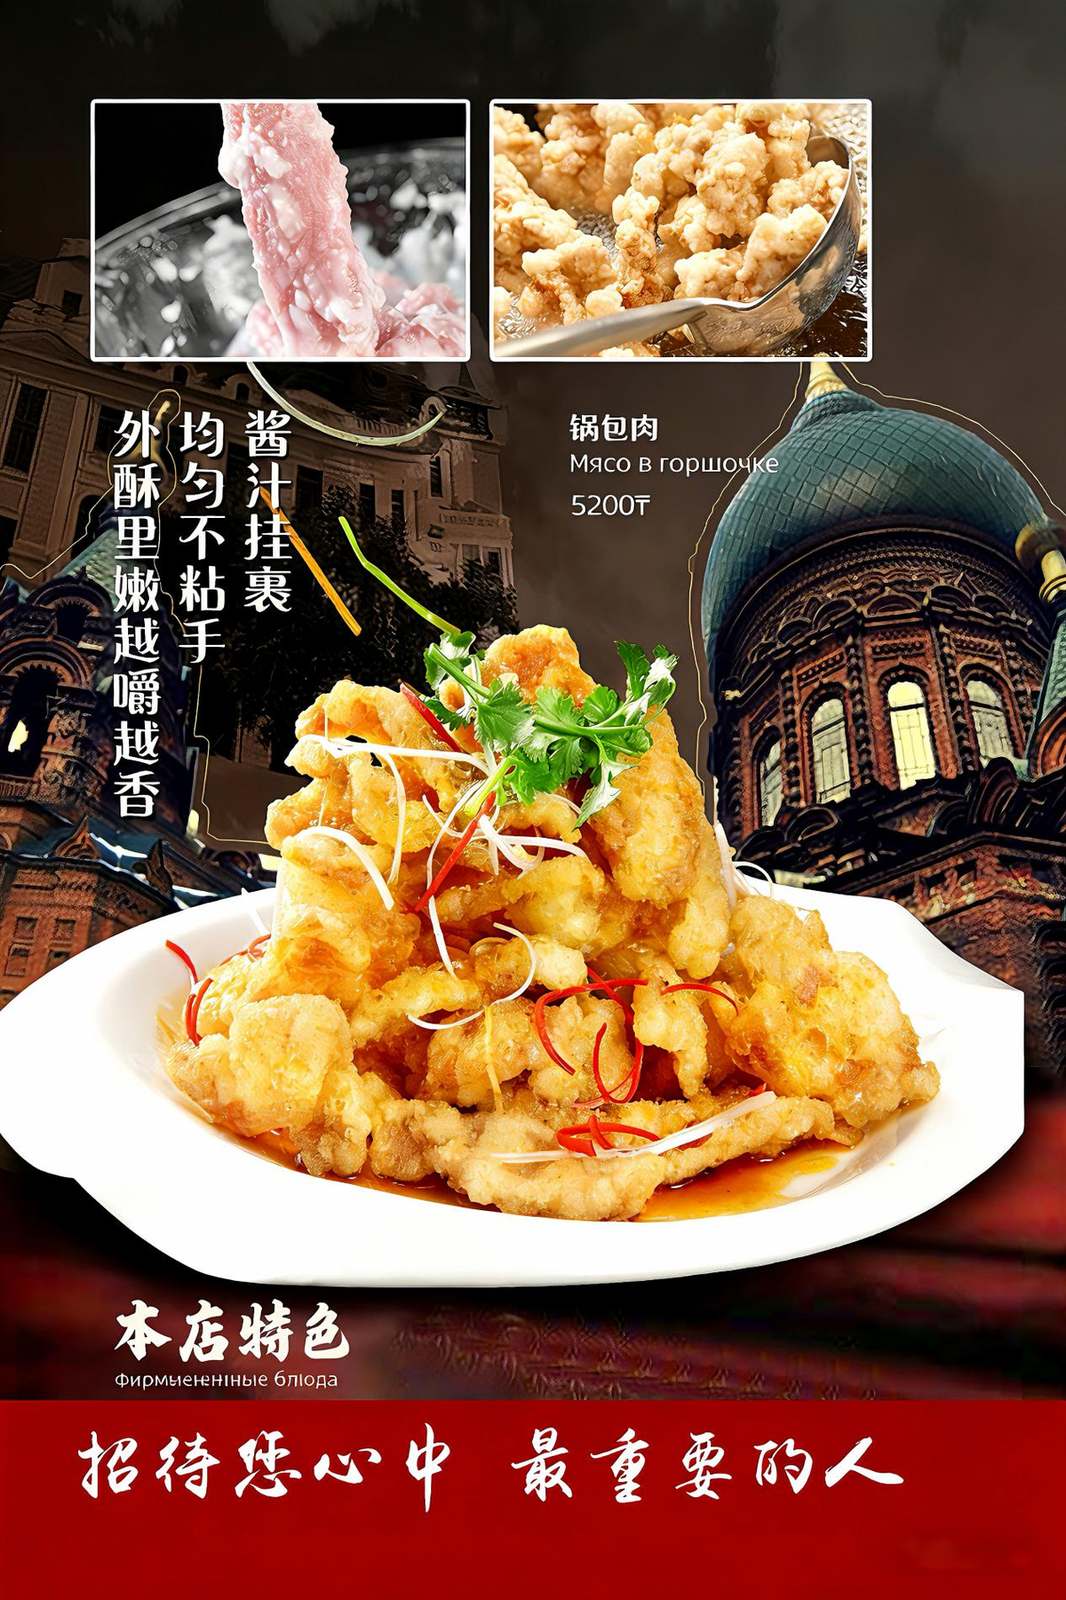 酱汁挂裹
均匀不粘手
外酥里嫩越嚼越香
锅包肉
Мясо в горшочке
5200₸
本店特色
фирмыененные блюда
招待您心中 最重要的人